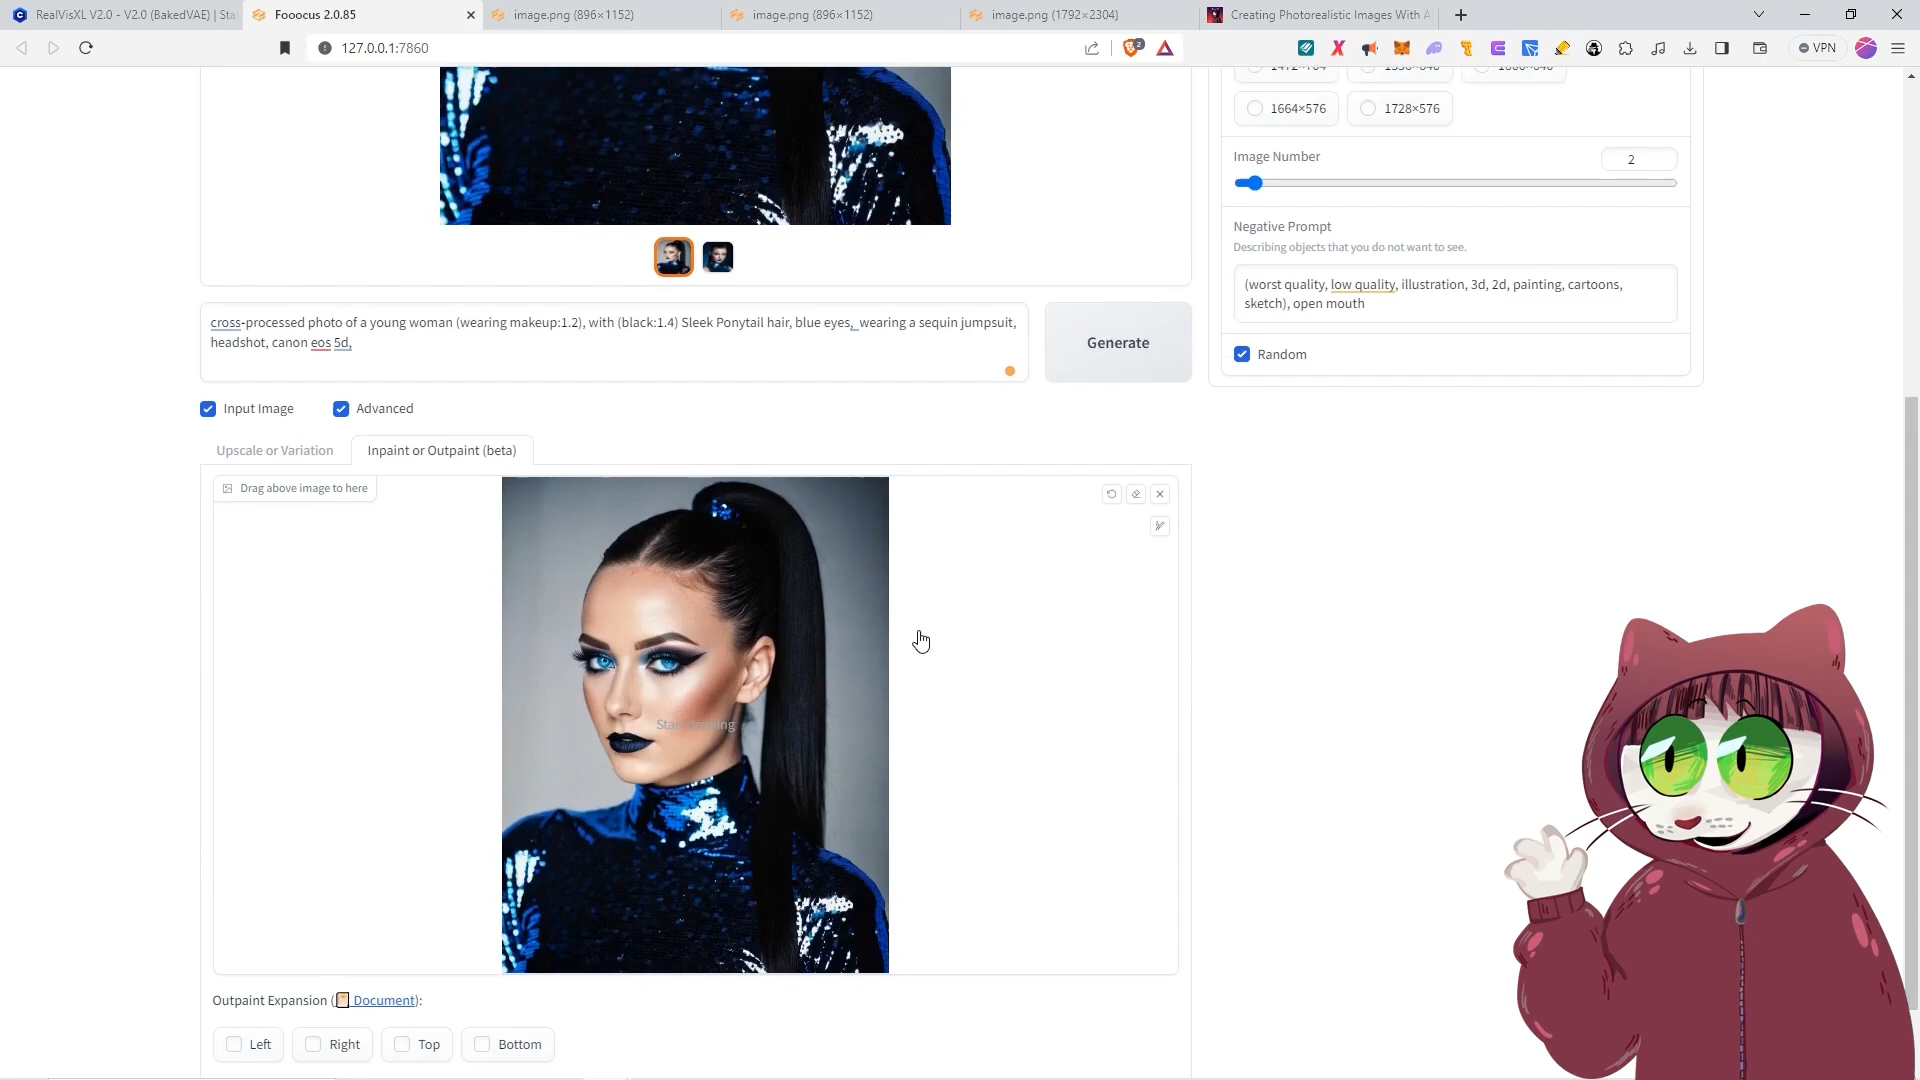 RealVisXL V2.0 - V2.0 (BakedVAE) | Sta
Fooocus 2.0.85
image.png (896×1152)
image.png (896×1152)
image.png (1792×2304)
Creating Photorealistic Images With A
127.0.0.1:7860
2
VPN
1664×576
1728×576
Image Number
2
Negative Prompt
Describing objects that you do not want to see.
(worst quality, low quality, illustration, 3d, 2d, painting, cartoons,
sketch), open mouth
Random
cross-processed photo of a young woman (wearing makeup:1.2), with (black:1.4) Sleek Ponytail hair, blue eyes, wearing a sequin jumpsuit,
headshot, canon eos 5d,
Generate
Input Image
Advanced
Upscale or Variation
Inpaint or Outpaint (beta)
Drag above image to here
Start drawing
Outpaint Expansion (📔 Document):
Left
Right
Top
Bottom